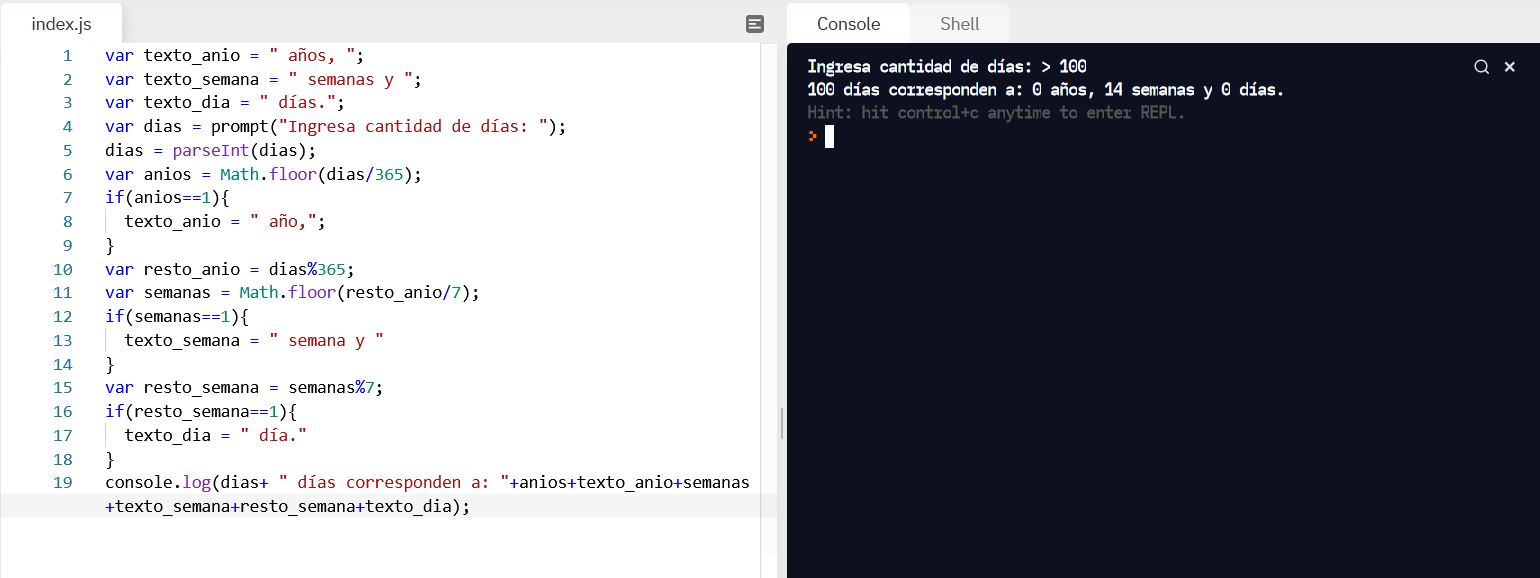 index.js
1 var texto_anio = " años, ";
2 var texto_semana = " semanas y ";
3 var texto_dia = " días.";
4 var dias = prompt("Ingresa cantidad de días: ");
5 dias = parseInt(dias);
6 var anios = Math.floor(dias/365);
7 if(anios==1){
8 texto_anio = " año,";
9 }
10 var resto_anio = dias%365;
11 var semanas = Math.floor(resto_anio/7);
12 if(semanas==1){
13 texto_semana = " semana y "
14 }
15 var resto_semana = semanas%7;
16 if(resto_semana==1){
17 texto_dia = " día."
18 }
19 console.log(dias+ " días corresponden a: "+anios+texto_anio+semanas
+texto_semana+resto_semana+texto_dia);
Console Shell
Ingresa cantidad de días: > 100
100 días corresponden a: 0 años, 14 semanas y 0 días.
Hint: hit control+c anytime to enter REPL.
>